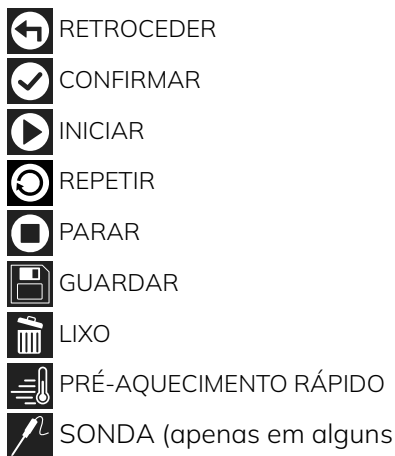 RETROCEDER
CONFIRMAR
INICIAR
REPETIR
PARAR
GUARDAR
LIXO
PRÉ-AQUECIMENTO RÁPIDO
SONDA (apenas em alguns